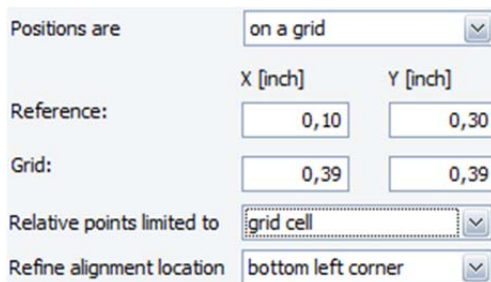 Positions are on a grid
X [inch] Y [inch]
Reference: 0,10 0,30
Grid: 0,39 0,39
Relative points limited to grid cell
Refine alignment location bottom left corner